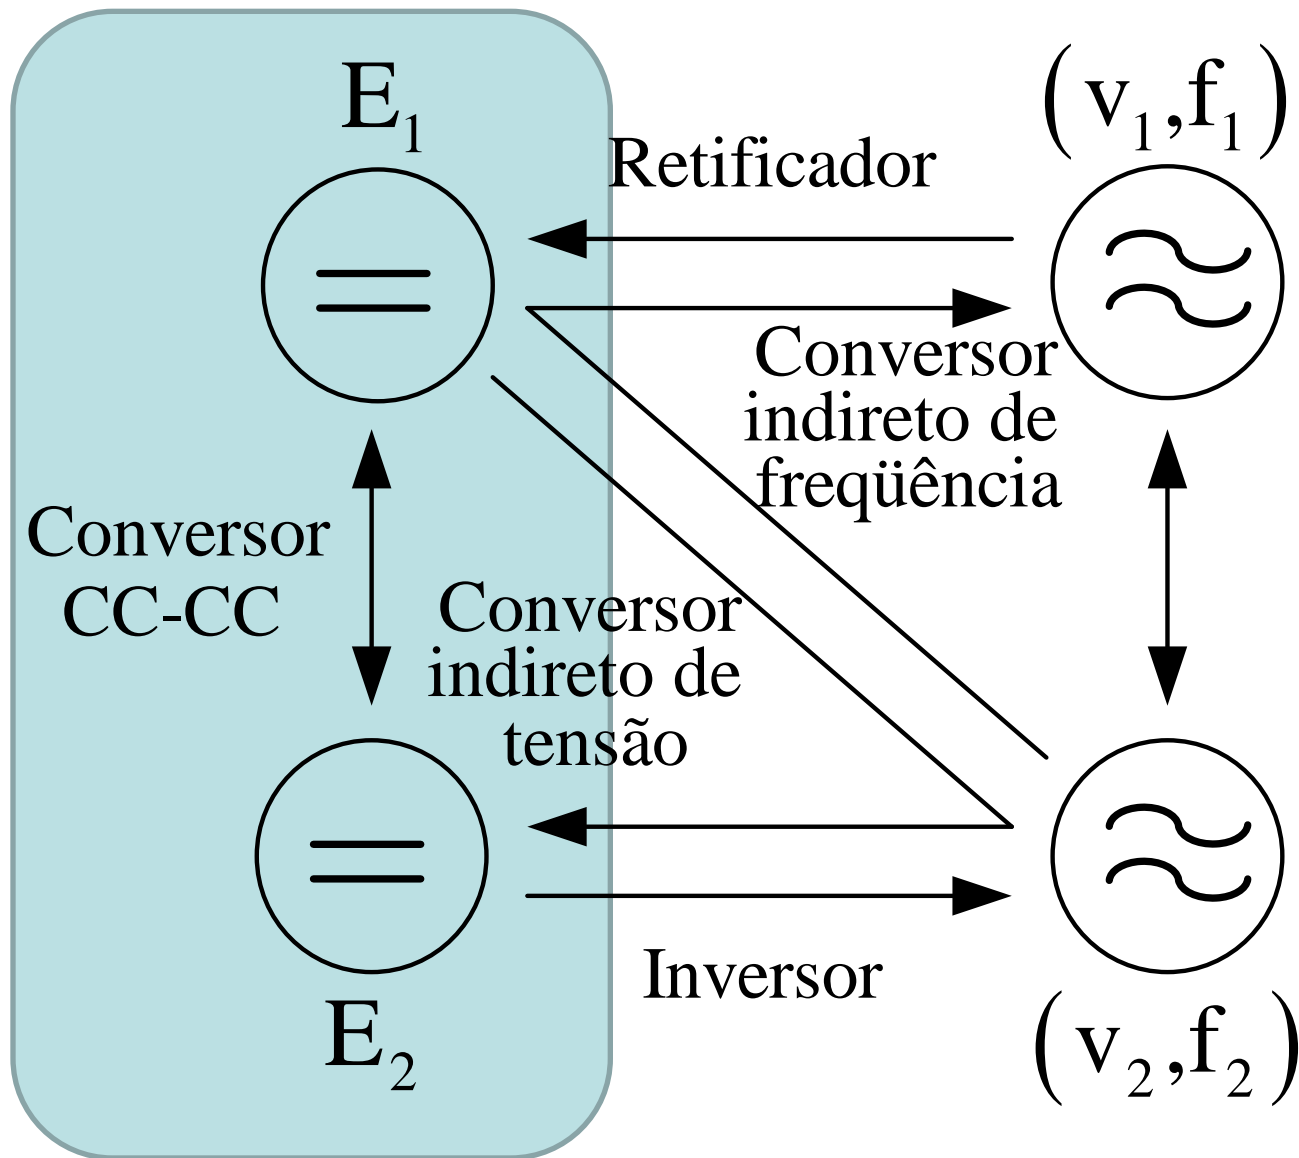 E₁
(v₁,f₁)
Retificador
Conversor
indireto de
freqüência
Conversor
CC-CC
Conversor
indireto de
tensão
Inversor
E₂
(v₂,f₂)